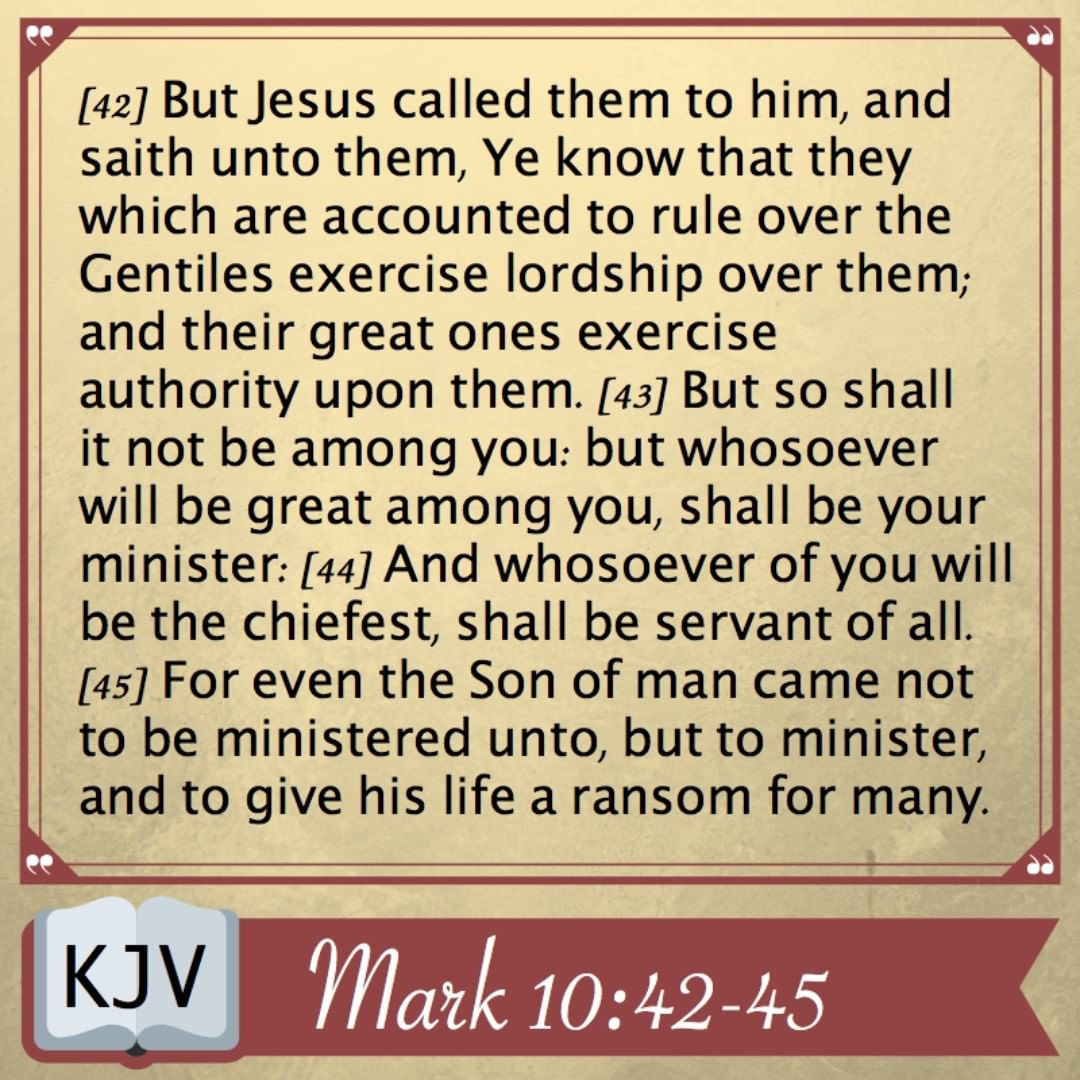 [42] But Jesus called them to him, and
saith unto them, Ye know that they
which are accounted to rule over the
Gentiles exercise lordship over them;
and their great ones exercise
authority upon them. [43] But so shall
it not be among you: but whosoever
will be great among you, shall be your
minister: [44] And whosoever of you will
be the chiefest, shall be servant of all.
[45] For even the Son of man came not
to be ministered unto, but to minister,
and to give his life a ransom for many.
KJV
Mark 10:42-45